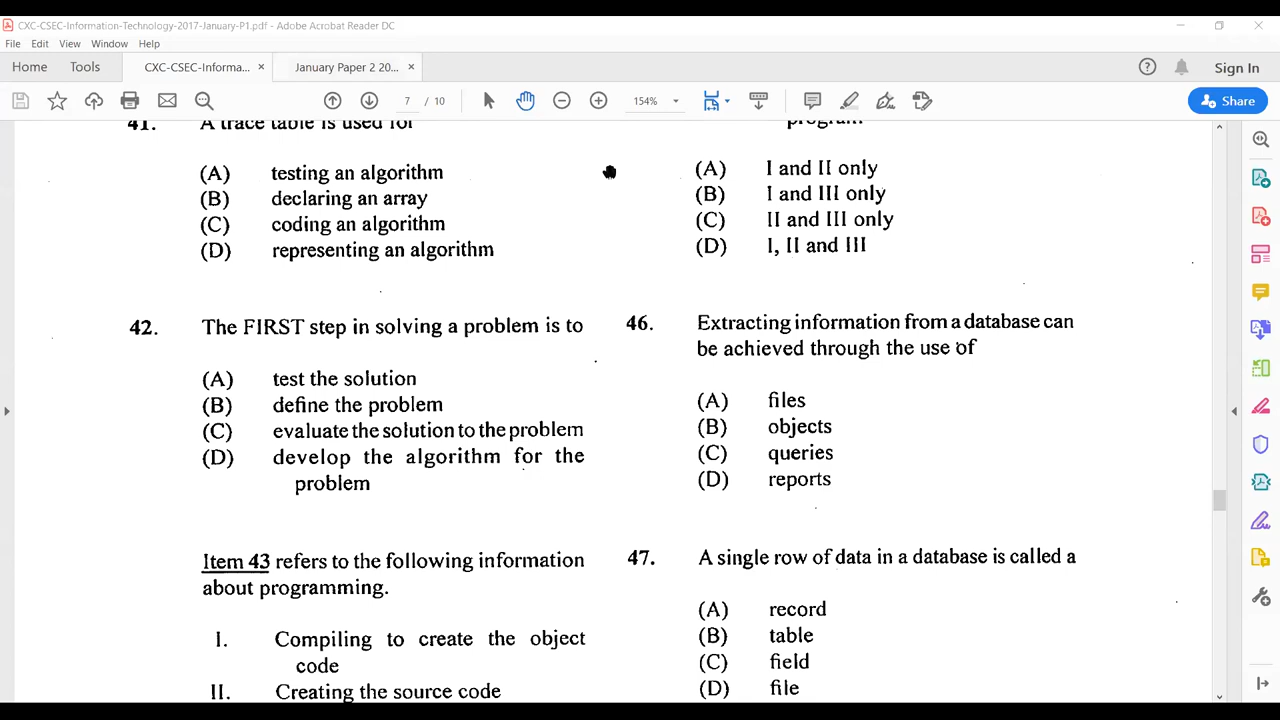 CXC-CSEC-Information-Technology-2017-January-P1.pdf - Adobe Acrobat Reader DC
File Edit View Window Help
Home Tools CXC-CSEC-Informa... × January Paper 2 20... × Sign In
7 / 10 154% Share
41. A trace table is used for
(A) testing an algorithm
(B) declaring an array
(C) coding an algorithm
(D) representing an algorithm
42. The FIRST step in solving a problem is to
(A) test the solution
(B) define the problem
(C) evaluate the solution to the problem
(D) develop the algorithm for the
problem
Item 43 refers to the following information
about programming.
I. Compiling to create the object
code
II. Creating the source code
program
(A) I and II only
(B) I and III only
(C) II and III only
(D) I, II and III
46. Extracting information from a database can
be achieved through the use of
(A) files
(B) objects
(C) queries
(D) reports
47. A single row of data in a database is called a
(A) record
(B) table
(C) field
(D) file